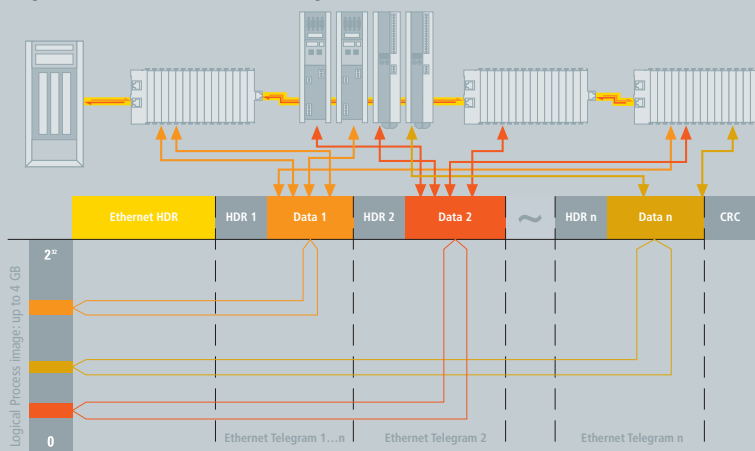 Ethernet HDR
HDR 1
Data 1
HDR 2
Data 2
~
HDR n
Data n
CRC
2³²
Logical Process image: up to 4 GB
0
Ethernet Telegram 1...n
Ethernet Telegram 2
Ethernet Telegram n